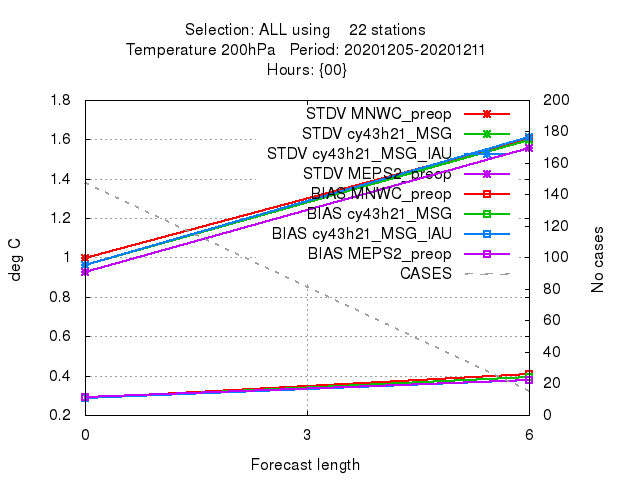 Selection: ALL using    22 stations
Temperature 200hPa   Period: 20201205-20201211
Hours: {00}
1.8
1.6
1.4
1.2
1
0.8
0.6
0.4
0.2
deg C
STDV MNWC_preop
STDV cy43h21_MSG
STDV cy43h21_MSG_IAU
STDV MEPS2_preop
BIAS MNWC_preop
BIAS cy43h21_MSG
BIAS cy43h21_MSG_IAU
BIAS MEPS2_preop
CASES
200
180
160
140
120
100
80
60
40
20
0
No cases
0
3
6
Forecast length